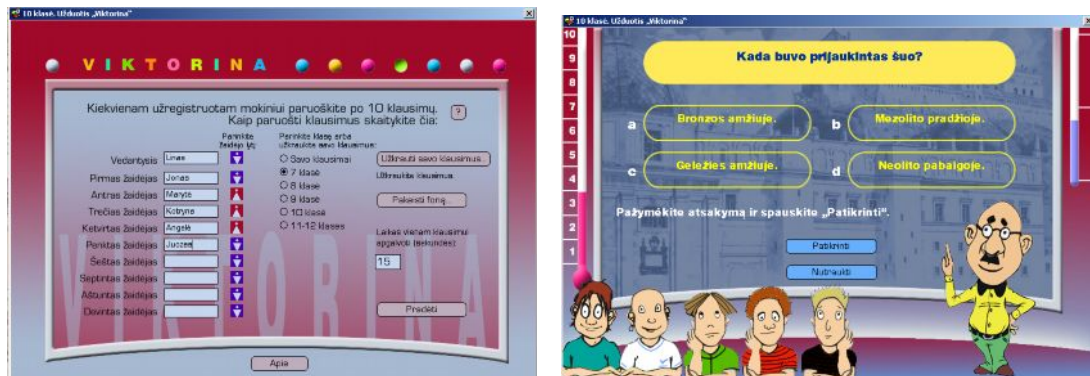 10 klasė. Užduotis „Viktorina"
VIKTORINA
Kiekvienam užregistruotam mokiniui paruoškite po 10 klausimų.
Kaip paruošti klausimus skaitykite čia:
?
Parinkite
žaidėjo lytį:
Parinkite klasę arba
užkraukite savo klausimus:
Vedantysis Linas
Pirmas žaidėjas Jonas
Antras žaidėjas Marytė
Trečias žaidėjas Kotryna
Ketvirtas žaidėjas Angelė
Penktas žaidėjas Juozas
Šeštas žaidėjas
Septintas žaidėjas
Aštuntas žaidėjas
Devintas žaidėjas
Savo klausimai
7 klasė
8 klasė
9 klasė
10 klasė
11-12 klasės
Užkrauti savo klausimus...
Užkraukite klausimus.
Pakeisti foną...
Laikas vienam klausimui
apgalvoti (sekundės):
15
Pradėti
VIKTORINA
Apie
10 klasė. Užduotis „Viktorina"
10
9
8
7
6
5
4
3
2
1
Kada buvo prijaukintas šuo?
a Bronzos amžiuje.
b Mezolito pradžioje.
c Geležies amžiuje.
d Neolito pabaigoje.
Pažymėkite atsakymą ir spauskite „Patikrinti".
Patikrinti
Nutraukti